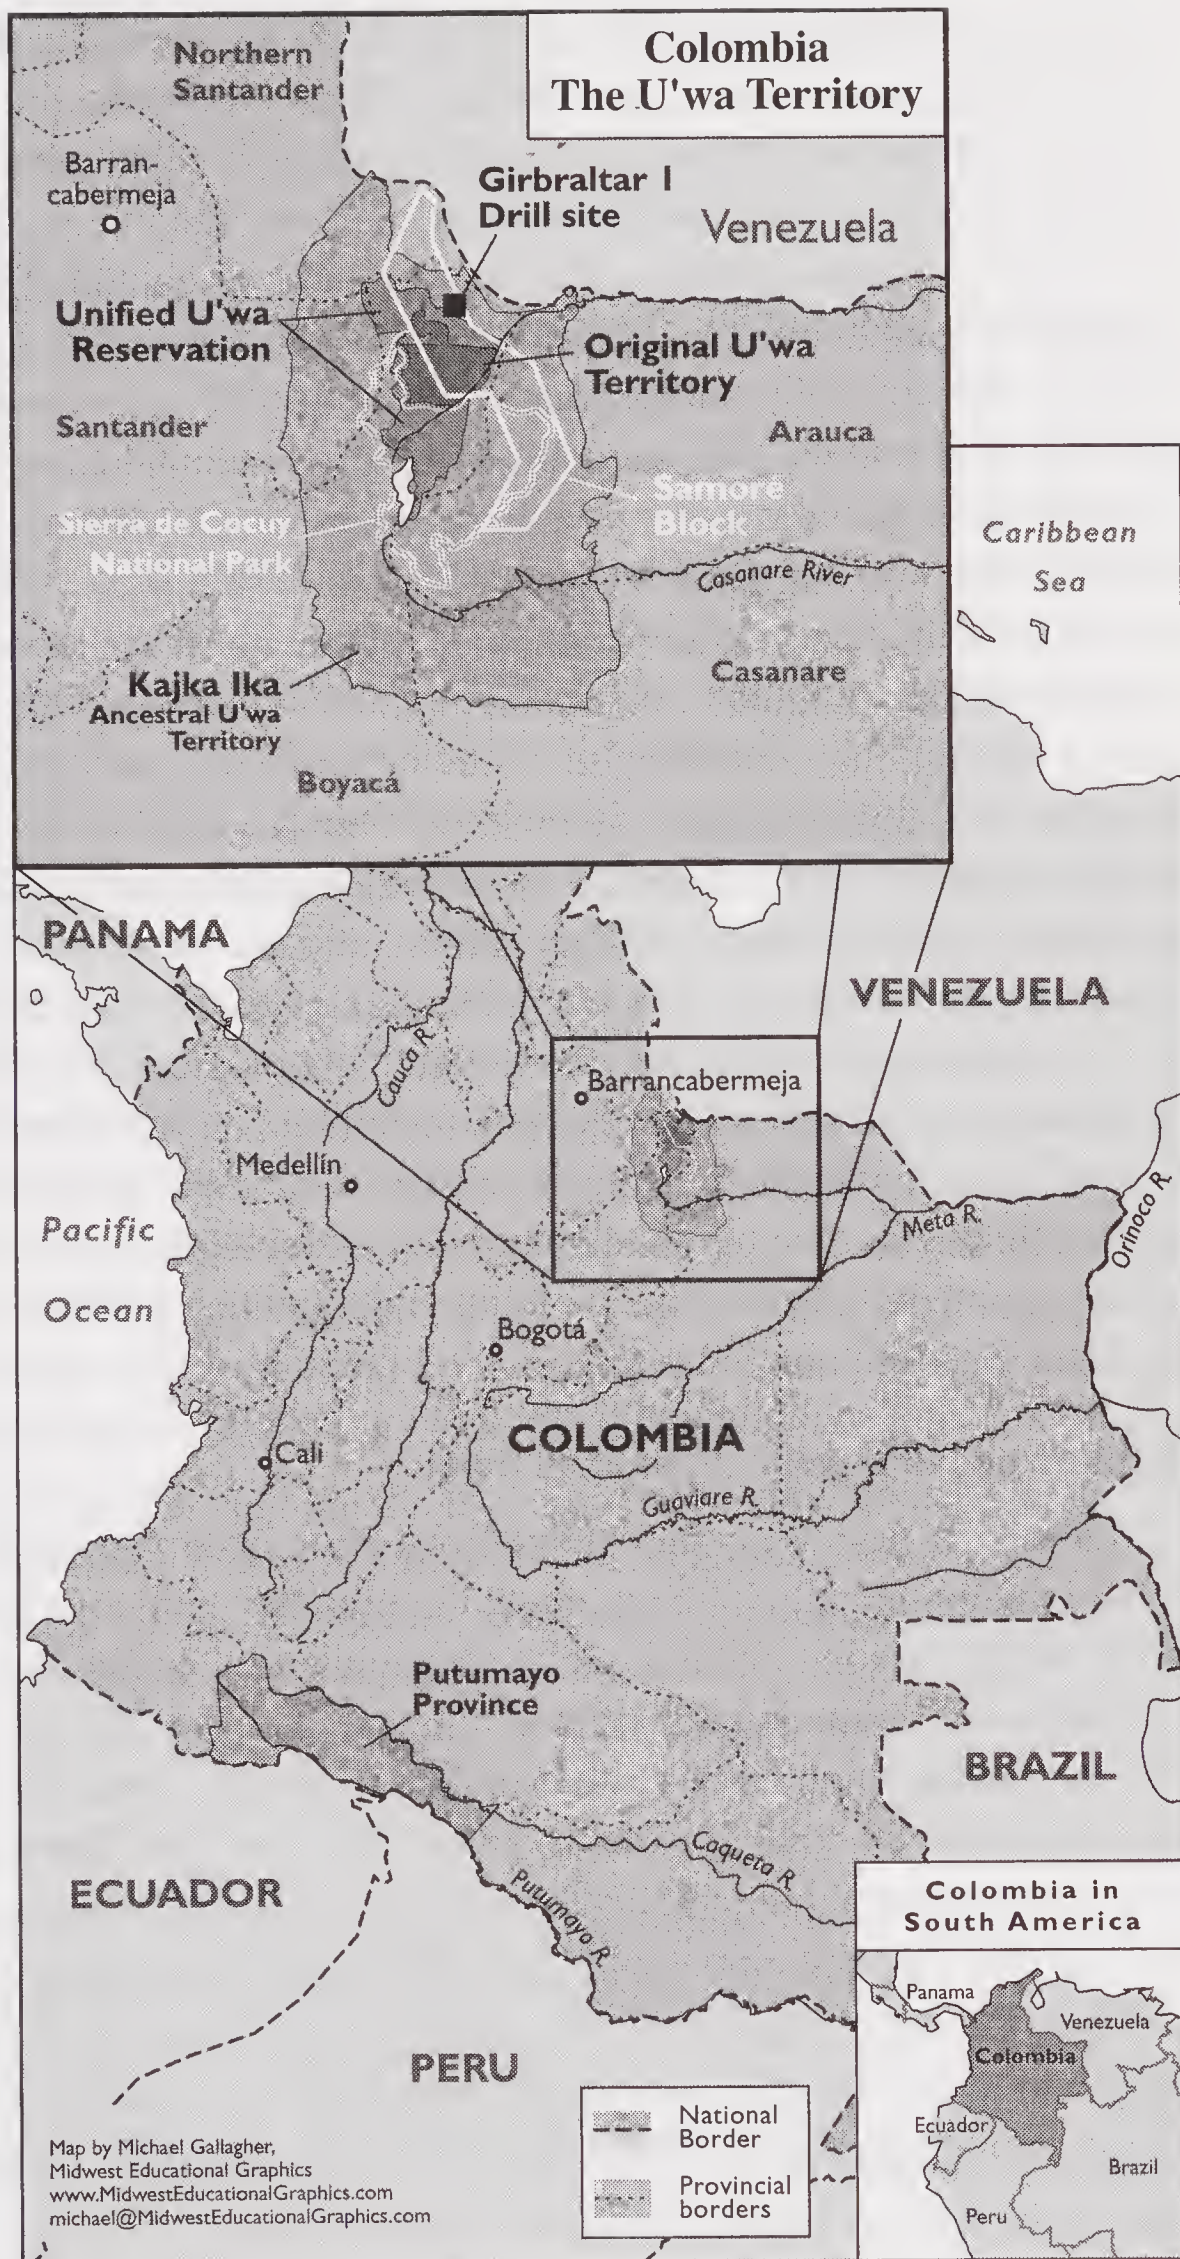 Colombia
The U'wa Territory
Northern
Santander
Barran-
cabermeja
Girbraltar 1
Drill site
Venezuela
Unified U'wa
Reservation
Original U'wa
Territory
Santander
Arauca
Sierra de Cocuy
National Park
Samoré
Block
Casanare River
Casanare
Kajka Ika
Ancestral U'wa
Territory
Boyacá
Caribbean
Sea
PANAMA
VENEZUELA
Cauca R.
Barrancabermeja
Medellín
Meta R.
Orinoco R.
Pacific
Ocean
Bogotá
COLOMBIA
Cali
Guaviare R.
Putumayo
Province
BRAZIL
Caqueta R.
ECUADOR
Putumayo R.
PERU
Colombia in
South America
Panama
Venezuela
Colombia
Ecuador
Brazil
Peru
National
Border
Provincial
borders
Map by Michael Gallagher,
Midwest Educational Graphics
www.MidwestEducationalGraphics.com
michael@MidwestEducationalGraphics.com